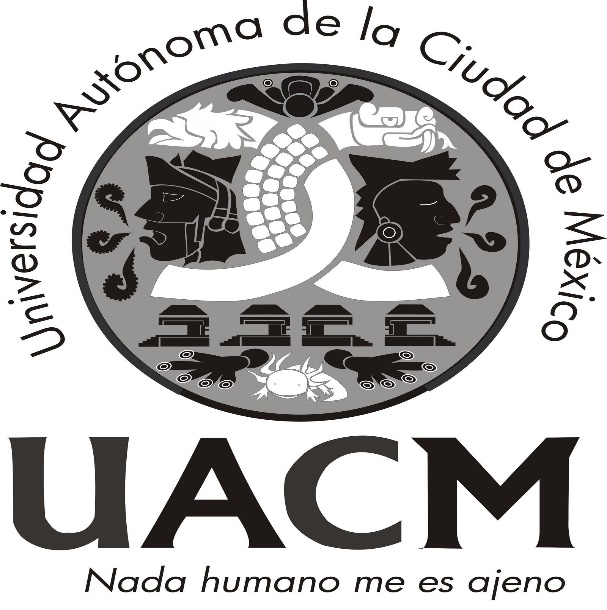 Universidad Autónoma de la Ciudad de México
UACM
Nada humano me es ajeno